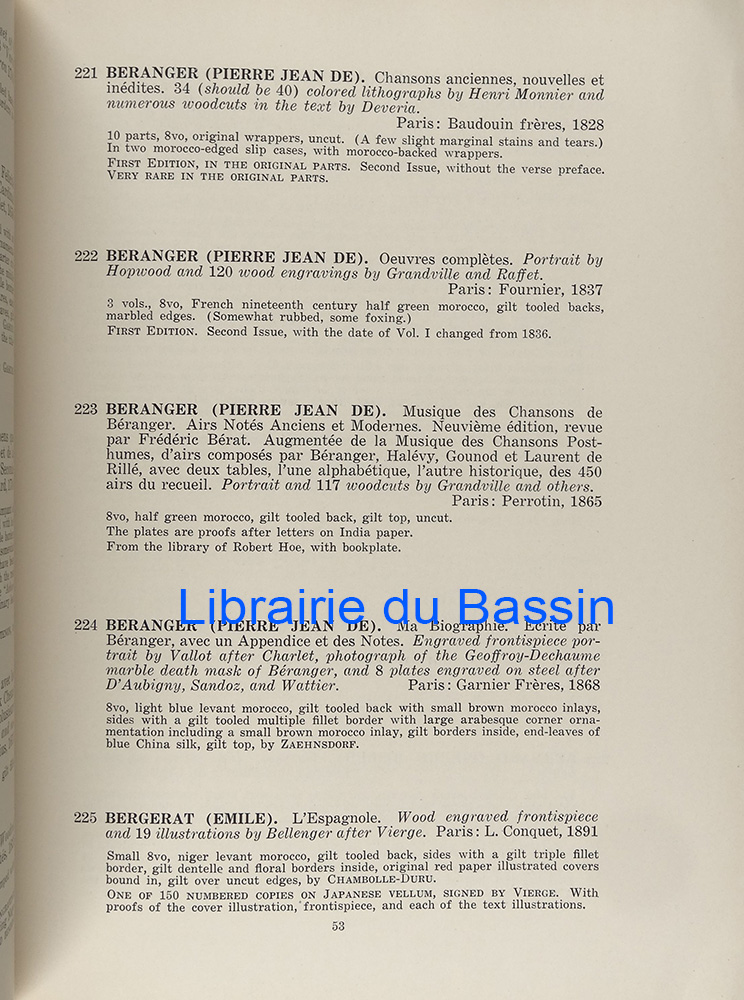 221 BERANGER (PIERRE JEAN DE). Chansons anciennes, nouvelles et
inédites. 34 (should be 40) colored lithographs by Henri Monnier and
numerous woodcuts in the text by Deveria.
Paris: Baudouin frères, 1828
10 parts, 8vo, original wrappers, uncut. (A few slight marginal stains and tears.)
In two morocco-edged slip cases, with morocco-backed wrappers.
FIRST EDITION, IN THE ORIGINAL PARTS. Second Issue, without the verse preface.
VERY RARE IN THE ORIGINAL PARTS.
222 BERANGER (PIERRE JEAN DE). Oeuvres complètes. Portrait by
Hopwood and 120 wood engravings by Grandville and Raffet.
Paris: Fournier, 1837
3 vols., 8vo, French nineteenth century half green morocco, gilt tooled backs,
marbled edges. (Somewhat rubbed, some foxing.)
FIRST EDITION. Second Issue, with the date of Vol. I changed from 1836.
223 BERANGER (PIERRE JEAN DE). Musique des Chansons de
Béranger. Airs Notés Anciens et Modernes. Neuvième édition, revue
par Frédéric Bérat. Augmentée de la Musique des Chansons Post-
humes, d'airs composés par Béranger, Halévy, Gounod et Laurent de
Rillé, avec deux tables, l'une alphabétique, l'autre historique, des 450
airs du recueil. Portrait and 117 woodcuts by Grandville and others.
Paris: Perrotin, 1865
8vo, half green morocco, gilt tooled back, gilt top, uncut.
The plates are proofs after letters on India paper.
From the library of Robert Hoe, with bookplate.
Librairie du Bassin
224 BERANGER (PIERRE JEAN DE). Ma Biographie. Ecrite par
Béranger, avec un Appendice et des Notes. Engraved frontispiece por-
trait by Vallot after Charlet, photograph of the Geoffroy-Dechaume
marble death mask of Béranger, and 8 plates engraved on steel after
D'Aubigny, Sandoz, and Wattier. Paris: Garnier Frères, 1868
8vo, light blue levant morocco, gilt tooled back with small brown morocco inlays,
sides with a gilt tooled multiple fillet border with large arabesque corner orna-
mentation including a small brown morocco inlay, gilt borders inside, end-leaves of
blue China silk, gilt top, by ZAEHNSDORF.
225 BERGERAT (EMILE). L'Espagnole. Wood engraved frontispiece
and 19 illustrations by Bellenger after Vierge. Paris: L. Conquet, 1891
Small 8vo, niger levant morocco, gilt tooled back, sides with a gilt triple fillet
border, gilt dentelle and floral borders inside, original red paper illustrated covers
bound in, gilt over uncut edges, by CHAMBOLLE-DURU.
ONE OF 150 NUMBERED COPIES ON JAPANESE VELLUM, SIGNED BY VIERGE. With
proofs of the cover illustration, frontispiece, and each of the text illustrations.
53